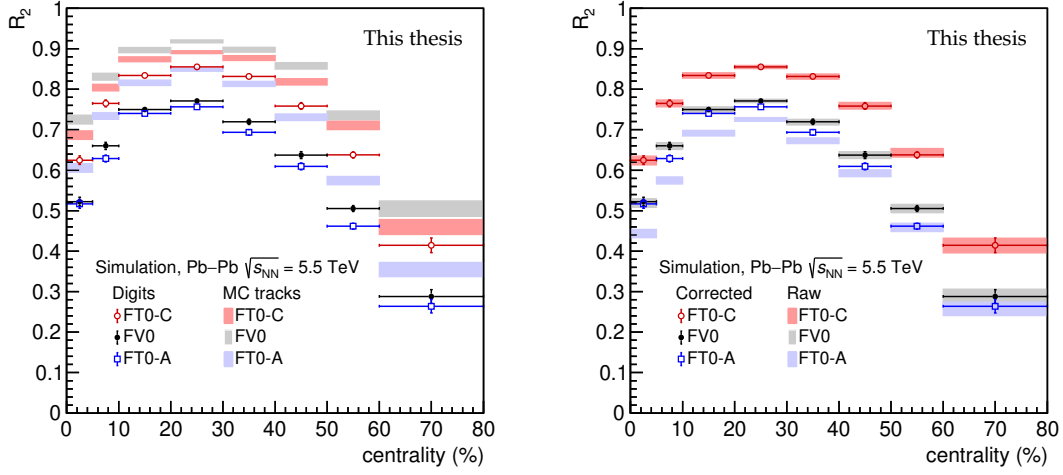 R₂
This thesis
1
0.9
0.8
0.7
0.6
0.5
0.4
0.3
0.2
0.1
0
Simulation, Pb–Pb √sNN = 5.5 TeV
Digits MC tracks
FT0-C FT0-C
FV0 FV0
FT0-A FT0-A
0 10 20 30 40 50 60 70 80
centrality (%)
R₂
This thesis
1
0.9
0.8
0.7
0.6
0.5
0.4
0.3
0.2
0.1
0
Simulation, Pb–Pb √sNN = 5.5 TeV
Corrected Raw
FT0-C FT0-C
FV0 FV0
FT0-A FT0-A
0 10 20 30 40 50 60 70 80
centrality (%)